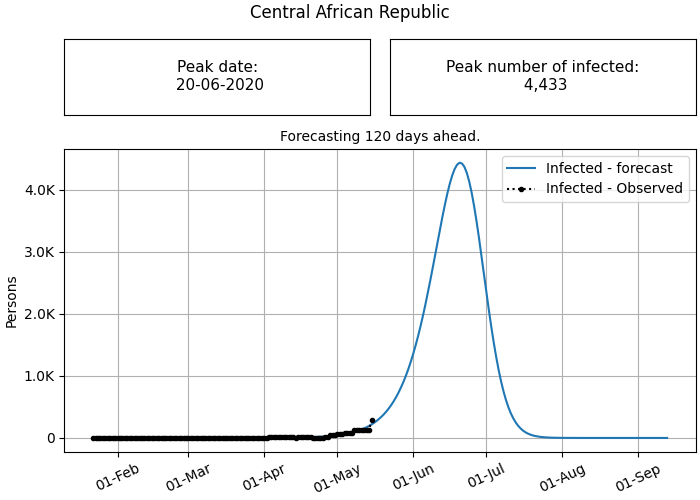 Central African Republic
Peak date:
20-06-2020
Peak number of infected:
4,433
Forecasting 120 days ahead.
Infected - forecast
Infected - Observed
4.0K
3.0K
2.0K
1.0K
0
Persons
01-Feb
01-Mar
01-Apr
01-May
01-Jun
01-Jul
01-Aug
01-Sep